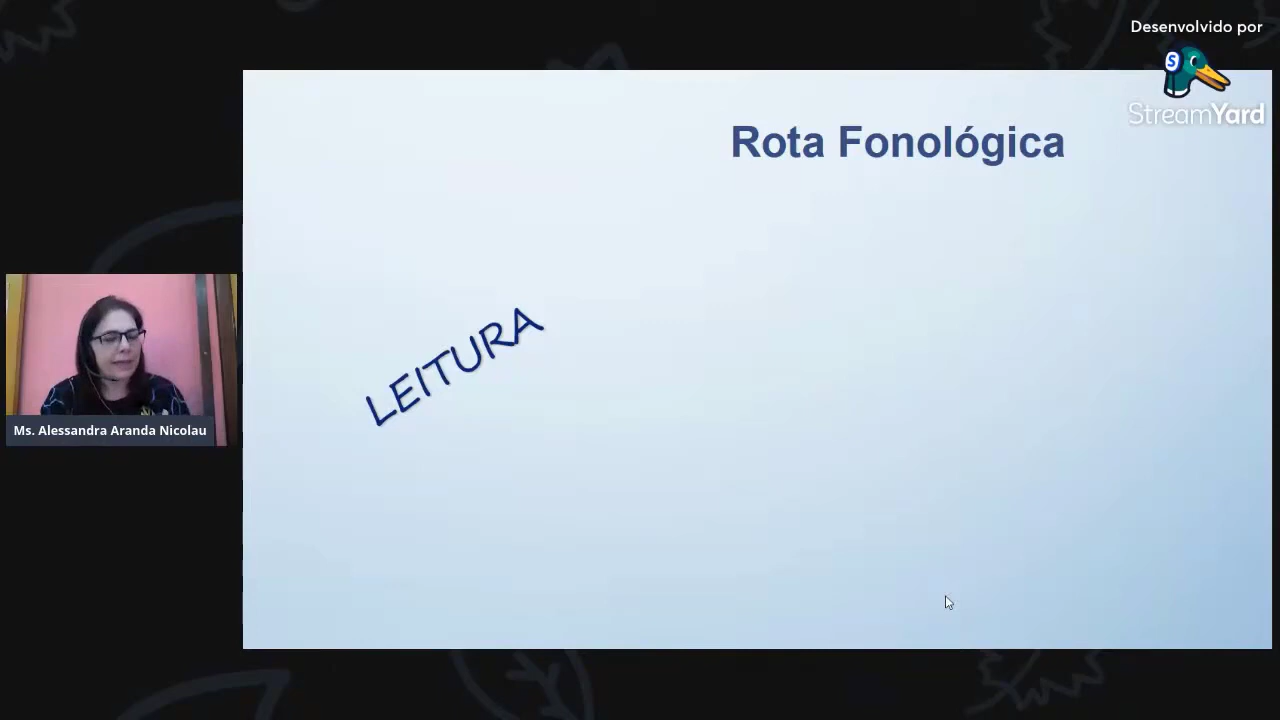 Desenvolvido por
StreamYard
Rota Fonológica
LEITURA
Ms. Alessandra Aranda Nicolau